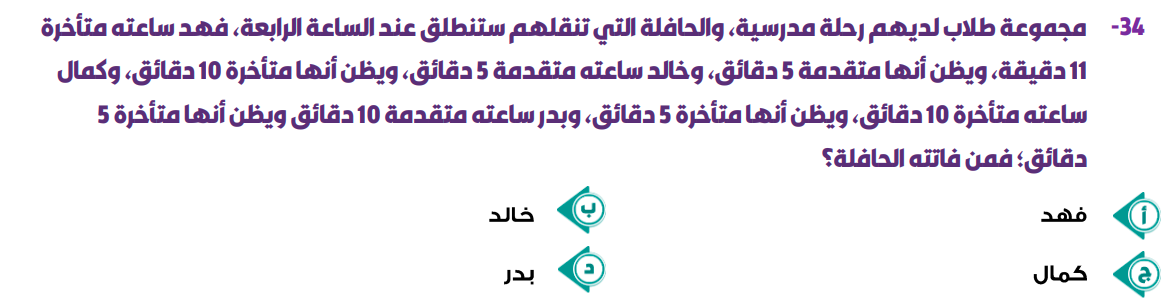 34- مجموعة طلاب لديهم رحلة مدرسية، والحافلة التي تنقلهم ستنطلق عند الساعة الرابعة، فهد ساعته متأخرة
11 دقيقة، ويظن أنها متقدمة 5 دقائق، وخالد ساعته متقدمة 5 دقائق، ويظن أنها متأخرة 10 دقائق، وكمال
ساعته متأخرة 10 دقائق، ويظن أنها متأخرة 5 دقائق، وبدر ساعته متقدمة 10 دقائق ويظن أنها متأخرة 5
دقائق؛ فمن فاتته الحافلة؟
أ فهد ب خالد
ج كمال د بدر